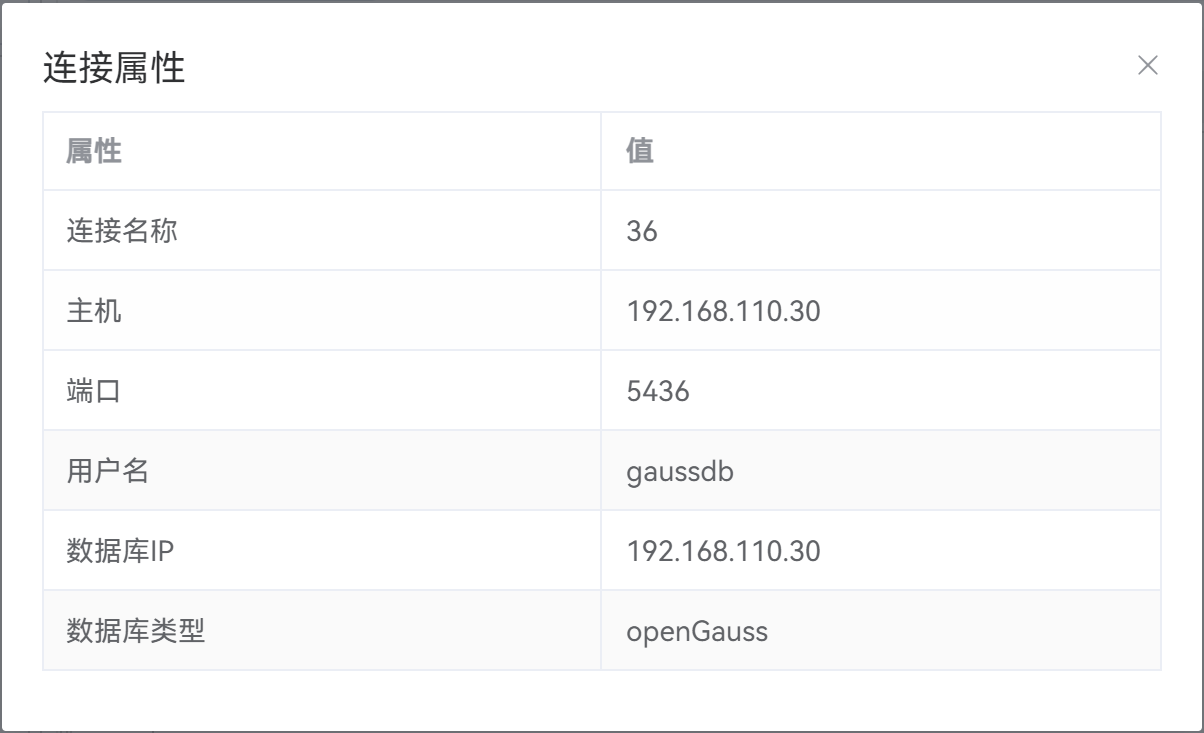 连接属性
属性 值
连接名称 36
主机 192.168.110.30
端口 5436
用户名 gaussdb
数据库IP 192.168.110.30
数据库类型 openGauss